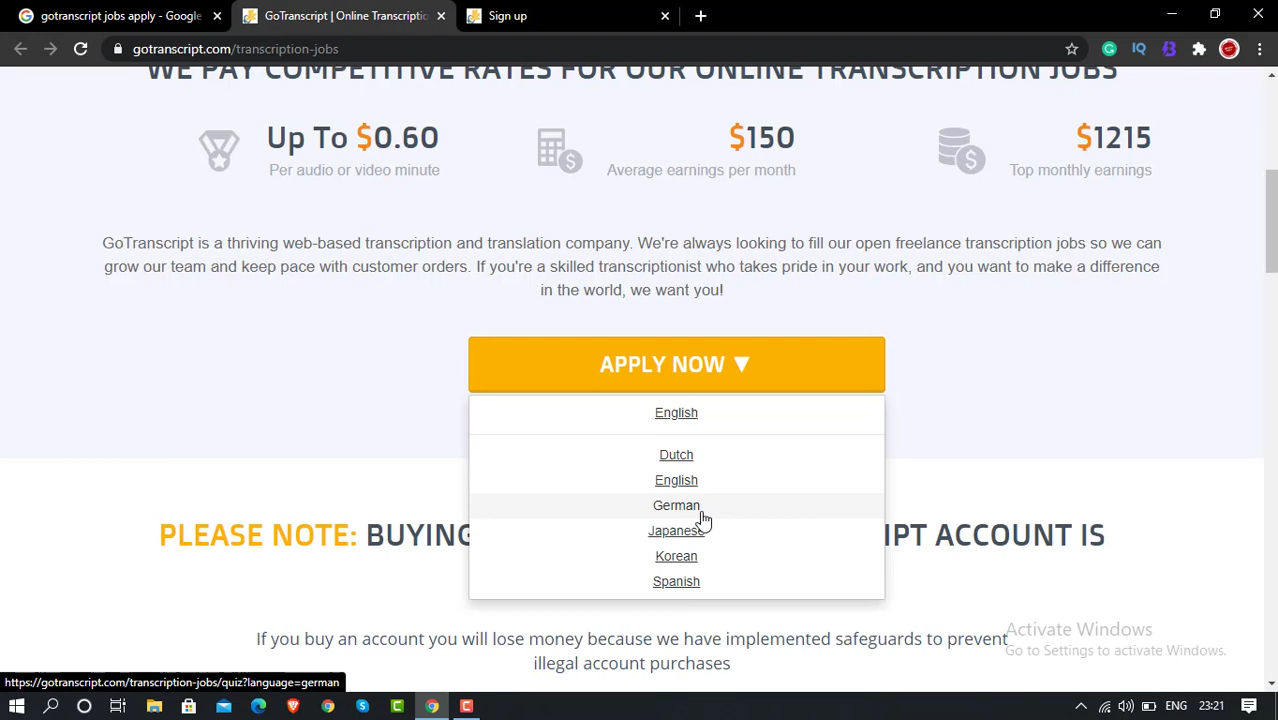 gotranscript jobs apply - Google
GoTranscript | Online Transcriptio
Sign up
gotranscript.com/transcription-jobs
WE PAY COMPETITIVE RATES FOR OUR ONLINE TRANSCRIPTION JOBS
Up To $0.60
Per audio or video minute
$150
Average earnings per month
$1215
Top monthly earnings
GoTranscript is a thriving web-based transcription and translation company. We're always looking to fill our open freelance transcription jobs so we can
grow our team and keep pace with customer orders. If you're a skilled transcriptionist who takes pride in your work, and you want to make a difference
in the world, we want you!
APPLY NOW ▼
English
Dutch
English
German
Japanese
Korean
Spanish
PLEASE NOTE: BUYING
RIPT ACCOUNT IS
If you buy an account you will lose money because we have implemented safeguards to prevent
illegal account purchases
Activate Windows
Go to Settings to activate Windows.
https://gotranscript.com/transcription-jobs/quiz?language=german
ENG
23:21